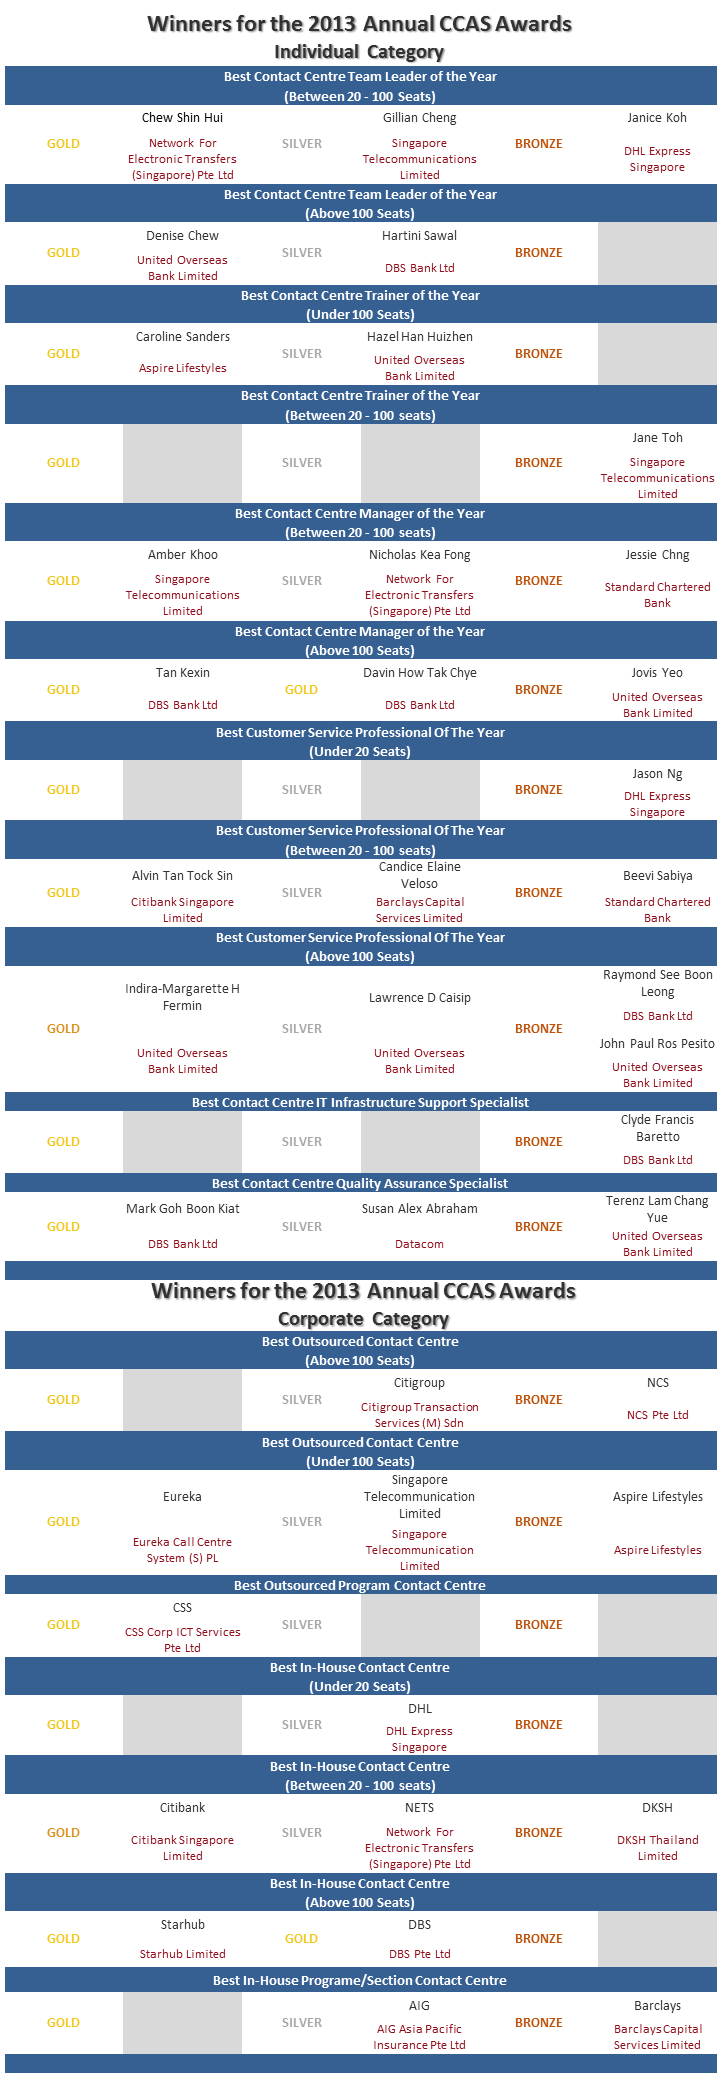 Winners for the 2013 Annual CCAS Awards
Individual Category
Best Contact Centre Team Leader of the Year
(Between 20 - 100 Seats)
GOLD
Chew Shin Hui
Network For
Electronic Transfers
(Singapore) Pte Ltd
SILVER
Gillian Cheng
Singapore
Telecommunications
Limited
BRONZE
Janice Koh
DHL Express
Singapore
Best Contact Centre Team Leader of the Year
(Above 100 Seats)
GOLD
Denise Chew
United Overseas
Bank Limited
SILVER
Hartini Sawal
DBS Bank Ltd
BRONZE
Best Contact Centre Trainer of the Year
(Under 100 Seats)
GOLD
Caroline Sanders
Aspire Lifestyles
SILVER
Hazel Han Huizhen
United Overseas
Bank Limited
BRONZE
Best Contact Centre Trainer of the Year
(Between 20 - 100 seats)
GOLD
SILVER
BRONZE
Jane Toh
Singapore
Telecommunications
Limited
Best Contact Centre Manager of the Year
(Between 20 - 100 seats)
GOLD
Amber Khoo
Singapore
Telecommunications
Limited
SILVER
Nicholas Kea Fong
Network For
Electronic Transfers
(Singapore) Pte Ltd
BRONZE
Jessie Chng
Standard Chartered
Bank
Best Contact Centre Manager of the Year
(Above 100 Seats)
GOLD
Tan Kexin
DBS Bank Ltd
GOLD
Davin How Tak Chye
DBS Bank Ltd
BRONZE
Jovis Yeo
United Overseas
Bank Limited
Best Customer Service Professional Of The Year
(Under 20 Seats)
GOLD
SILVER
BRONZE
Jason Ng
DHL Express
Singapore
Best Customer Service Professional Of The Year
(Between 20 - 100 seats)
GOLD
Alvin Tan Tock Sin
Citibank Singapore
Limited
SILVER
Candice Elaine
Veloso
Barclays Capital
Services Limited
BRONZE
Beevi Sabiya
Standard Chartered
Bank
Best Customer Service Professional Of The Year
(Above 100 Seats)
GOLD
Indira-Margarette H
Fermin
United Overseas
Bank Limited
SILVER
Lawrence D Caisip
United Overseas
Bank Limited
BRONZE
Raymond See Boon
Leong
DBS Bank Ltd
John Paul Ros Pesito
United Overseas
Bank Limited
Best Contact Centre IT Infrastructure Support Specialist
GOLD
SILVER
BRONZE
Clyde Francis
Baretto
DBS Bank Ltd
Best Contact Centre Quality Assurance Specialist
GOLD
Mark Goh Boon Kiat
DBS Bank Ltd
SILVER
Susan Alex Abraham
Datacom
BRONZE
Terenz Lam Chang
Yue
United Overseas
Bank Limited
Winners for the 2013 Annual CCAS Awards
Corporate Category
Best Outsourced Contact Centre
(Above 100 Seats)
GOLD
SILVER
Citigroup
Citigroup Transaction
Services (M) Sdn
BRONZE
NCS
NCS Pte Ltd
Best Outsourced Contact Centre
(Under 100 Seats)
GOLD
Eureka
Eureka Call Centre
System (S) PL
SILVER
Singapore
Telecommunication
Limited
Singapore
Telecommunication
Limited
BRONZE
Aspire Lifestyles
Aspire Lifestyles
Best Outsourced Program Contact Centre
GOLD
CSS
CSS Corp ICT Services
Pte Ltd
SILVER
BRONZE
Best In-House Contact Centre
(Under 20 Seats)
GOLD
SILVER
DHL
DHL Express
Singapore
BRONZE
Best In-House Contact Centre
(Between 20 - 100 seats)
GOLD
Citibank
Citibank Singapore
Limited
SILVER
NETS
Network For
Electronic Transfers
(Singapore) Pte Ltd
BRONZE
DKSH
DKSH Thailand
Limited
Best In-House Contact Centre
(Above 100 Seats)
GOLD
Starhub
Starhub Limited
GOLD
DBS
DBS Pte Ltd
BRONZE
Best In-House Programe/Section Contact Centre
GOLD
SILVER
AIG
AIG Asia Pacific
Insurance Pte Ltd
BRONZE
Barclays
Barclays Capital
Services Limited